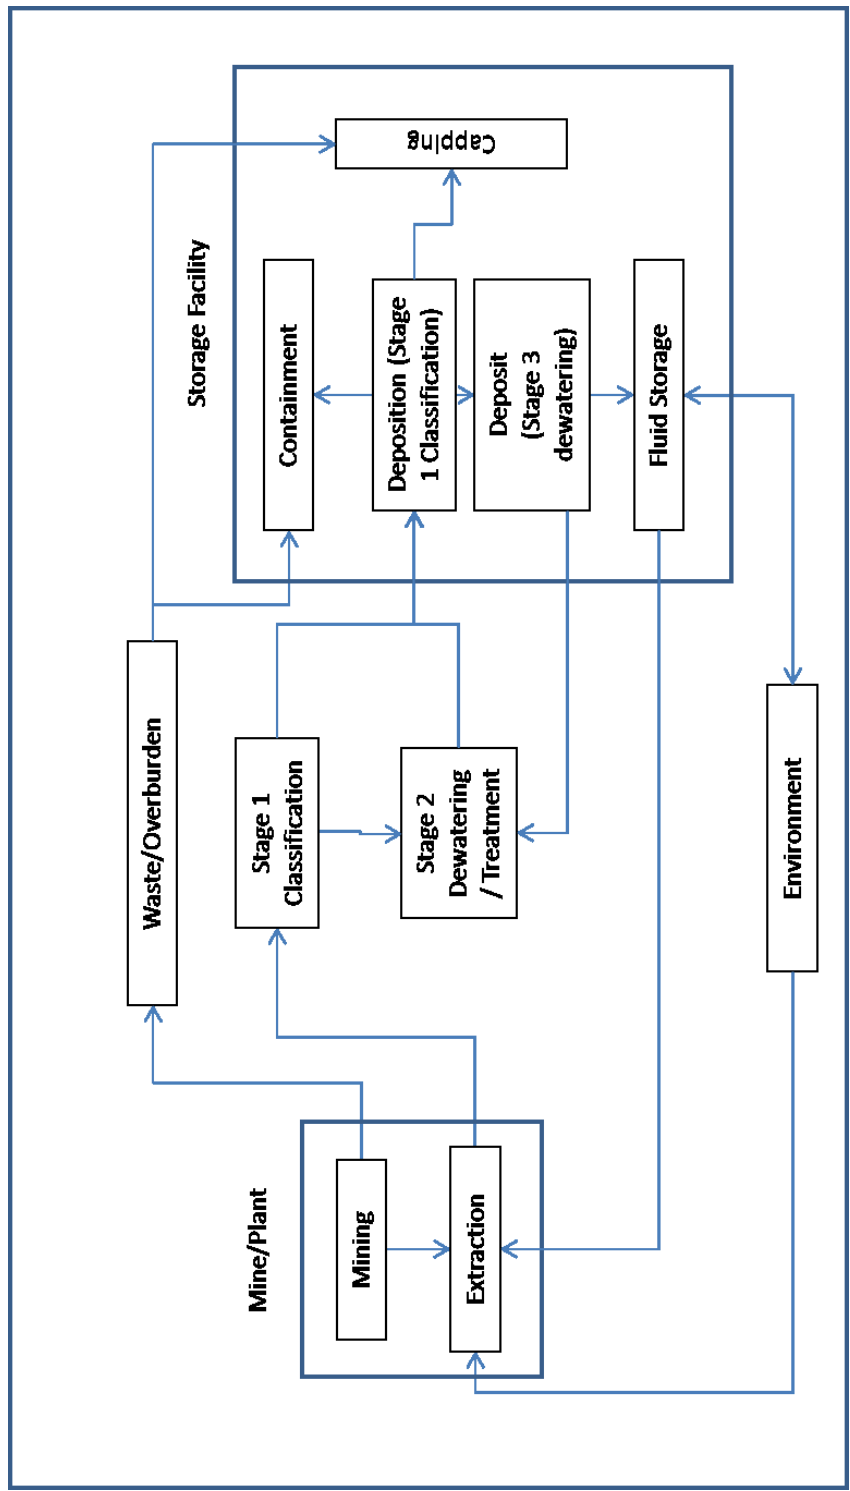 Mine/Plant
Mining
Extraction
Waste/Overburden
Stage 1
Classification
Stage 2
Dewatering
/ Treatment
Environment
Storage Facility
Containment
Deposition (Stage
1 Classification)
Deposit
(Stage 3
dewatering)
Fluid Storage
Capping